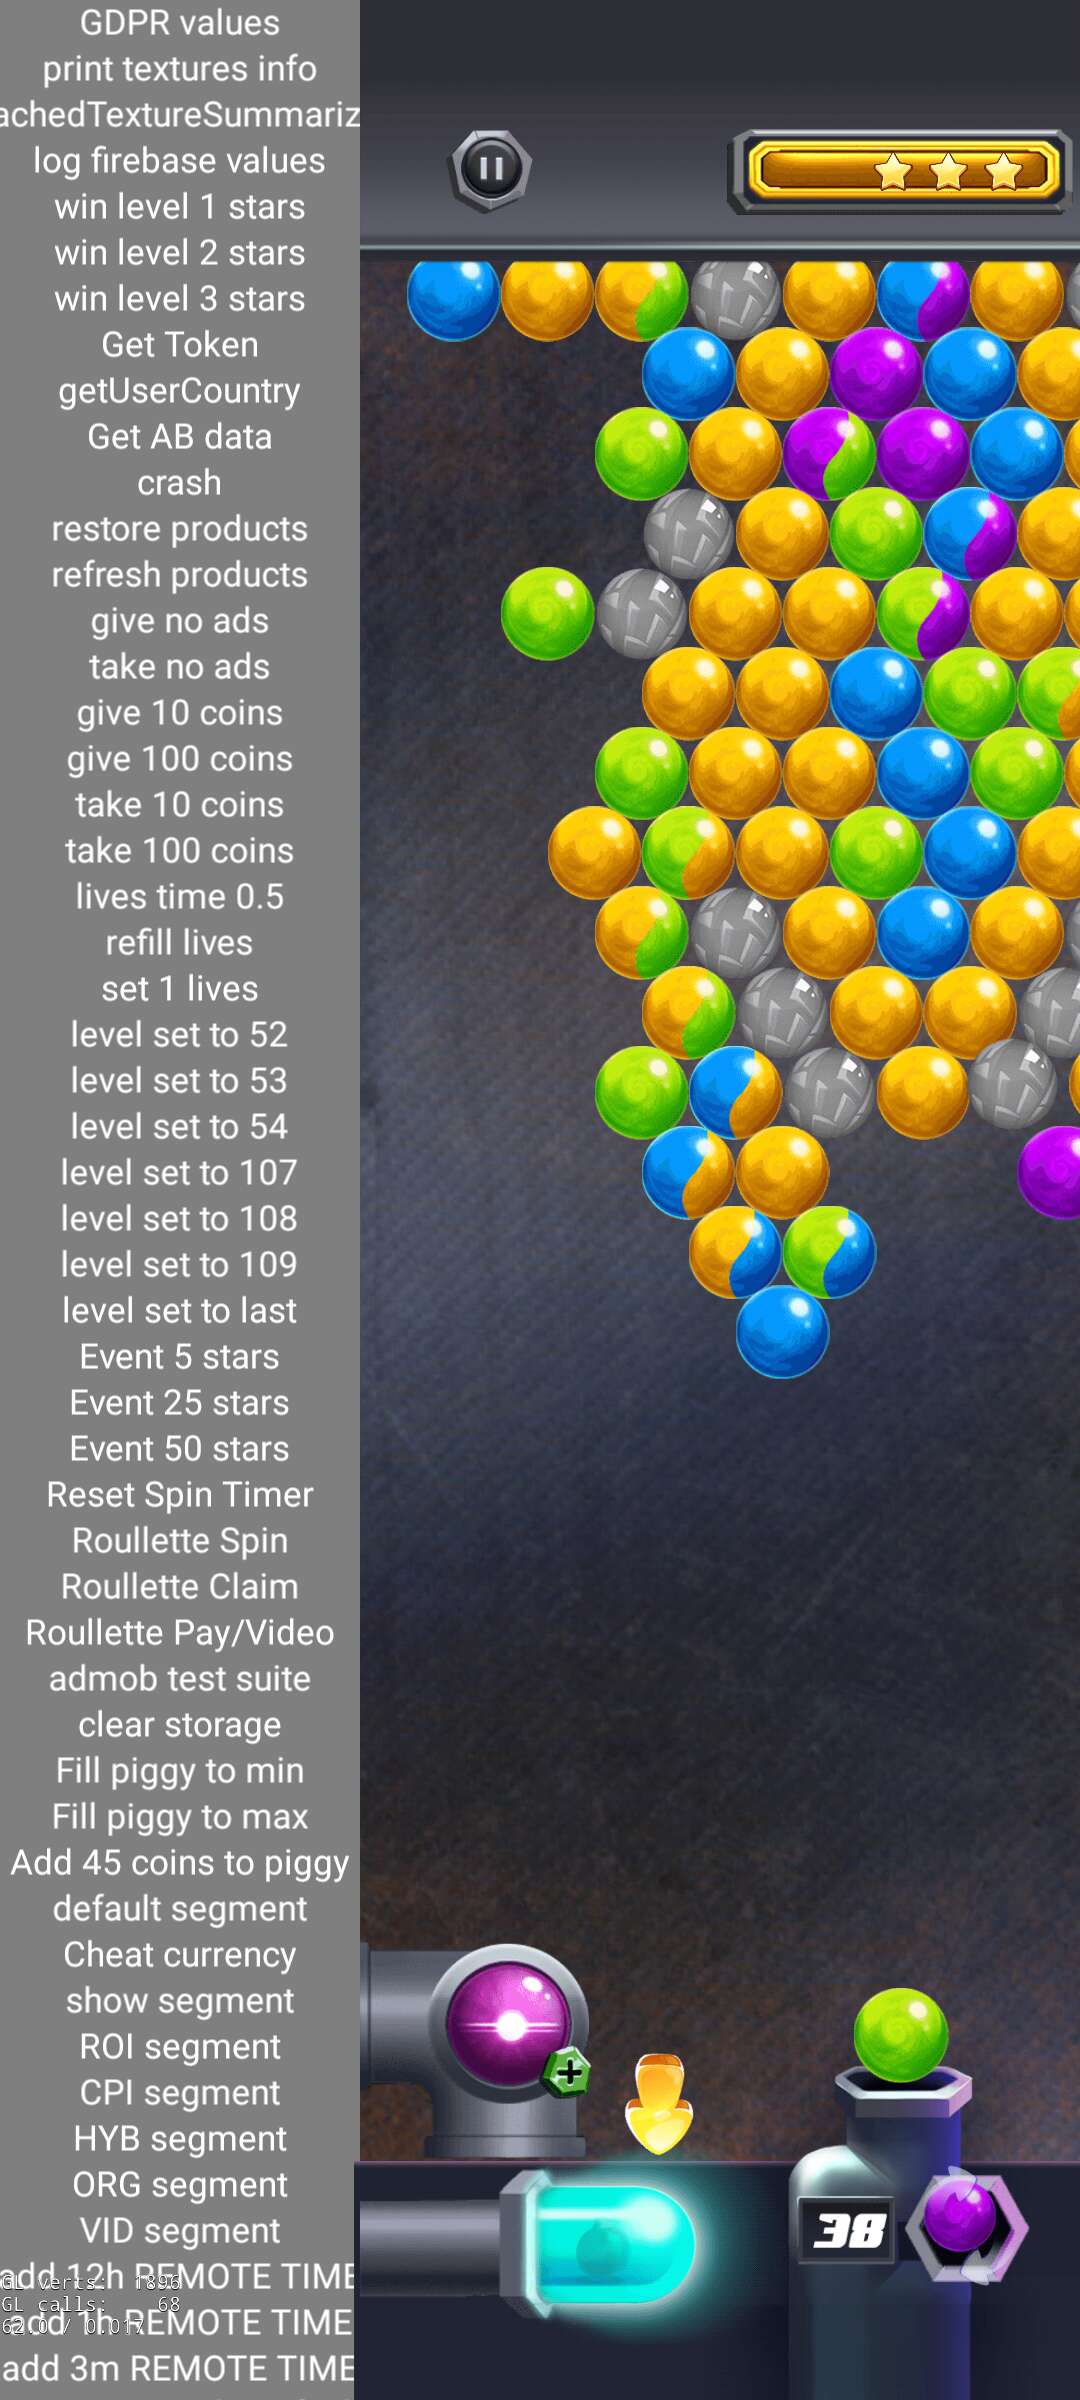 GDPR values
print textures info
achedTextureSummariz
log firebase values
win level 1 stars
win level 2 stars
win level 3 stars
Get Token
getUserCountry
Get AB data
crash
restore products
refresh products
give no ads
take no ads
give 10 coins
give 100 coins
take 10 coins
take 100 coins
lives time 0.5
refill lives
set 1 lives
level set to 52
level set to 53
level set to 54
level set to 107
level set to 108
level set to 109
level set to last
Event 5 stars
Event 25 stars
Event 50 stars
Reset Spin Timer
Roullette Spin
Roullette Claim
Roullette Pay/Video
admob test suite
clear storage
Fill piggy to min
Fill piggy to max
Add 45 coins to piggy
default segment
Cheat currency
show segment
ROI segment
CPI segment
HYB segment
ORG segment
VID segment
add 12h REMOTE TIME
GL verts: 1896
GL calls: 68
add 1h REMOTE TIME
62.0 / 0.017
add 3m REMOTE TIME
38